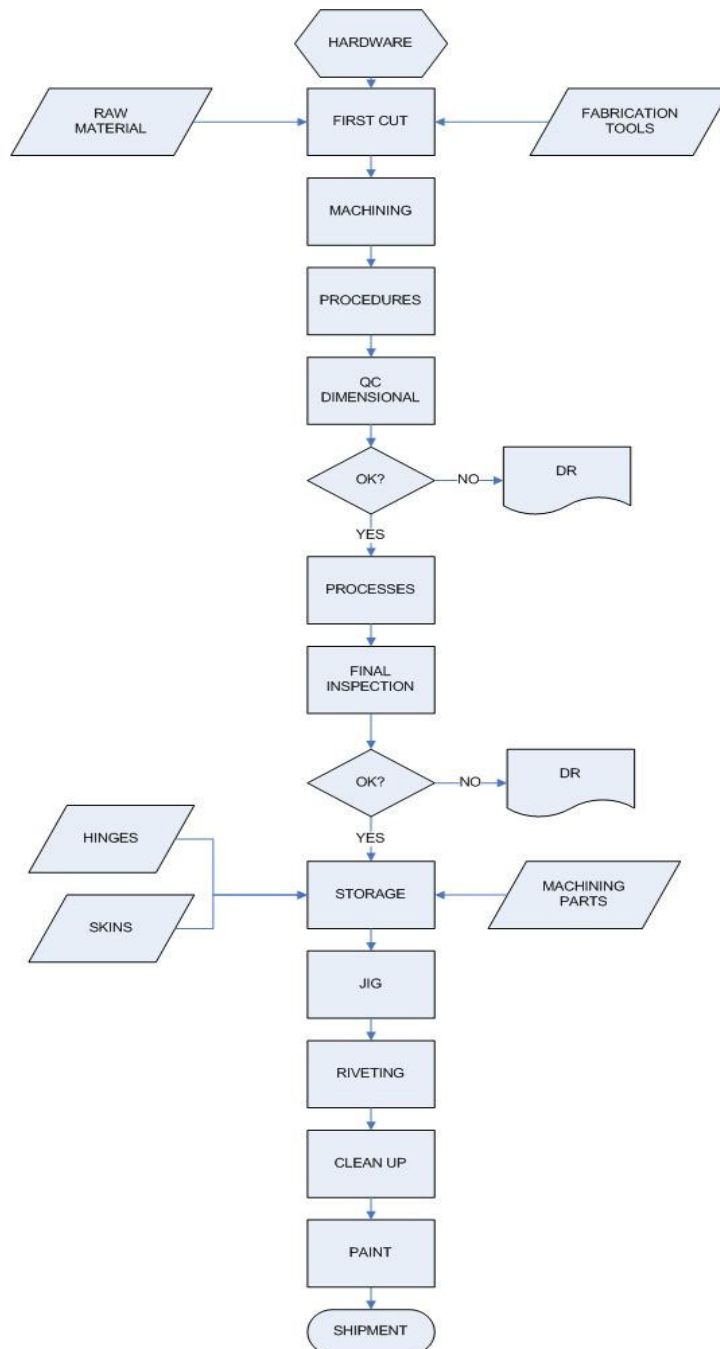 HARDWARE
RAW
MATERIAL
FIRST CUT
FABRICATION
TOOLS
MACHINING
PROCEDURES
QC
DIMENSIONAL
OK?
NO
DR
YES
PROCESSES
FINAL
INSPECTION
OK?
NO
DR
YES
HINGES
SKINS
STORAGE
MACHINING
PARTS
JIG
RIVETING
CLEAN UP
PAINT
SHIPMENT